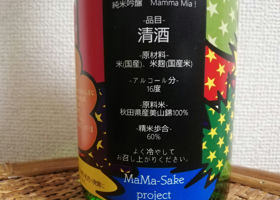 純米吟醸 Mamma Mia!
-品目-
清酒
-原材料-
米(国産)、米麹(国産米)
-アルコール分-
16度
-原料米-
秋田県産美山錦100%
-精米歩合-
60%
よく冷やして
お召し上がりください。
MaMa-Sake
project